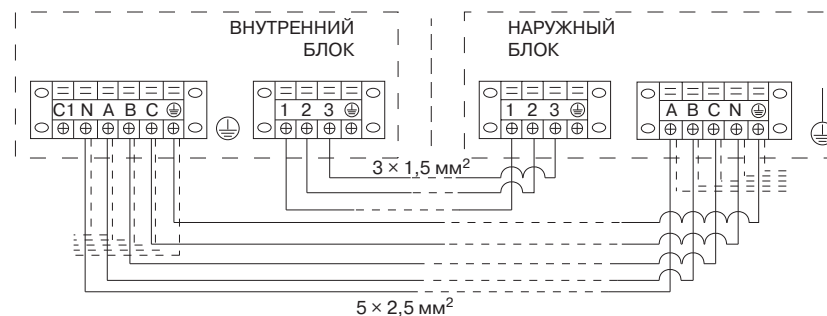 ВНУТРЕННИЙ
БЛОК
НАРУЖНЫЙ
БЛОК
C1 N A B C
1 2 3
1 2 3
A B C N
3 × 1,5 мм²
5 × 2,5 мм²